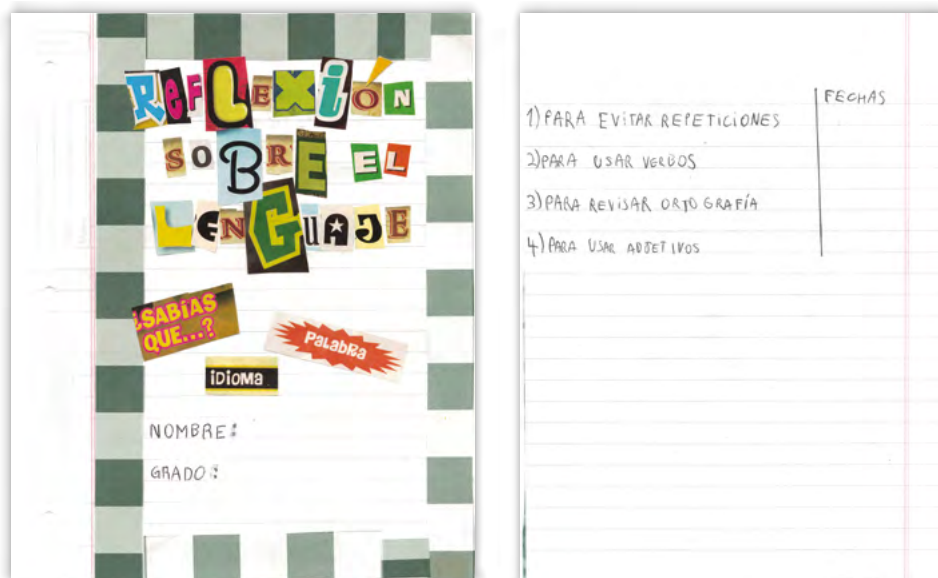 REFLEXIÓN
SOBRE EL
LENGUAJE
¿SABÍAS
QUE...?
PALABRA
IDIOMA
NOMBRE:
GRADO:
FECHAS
1) PARA EVITAR REPETICIONES
2) PARA USAR VERBOS
3) PARA REVISAR ORTOGRAFÍA
4) PARA USAR ADJETIVOS